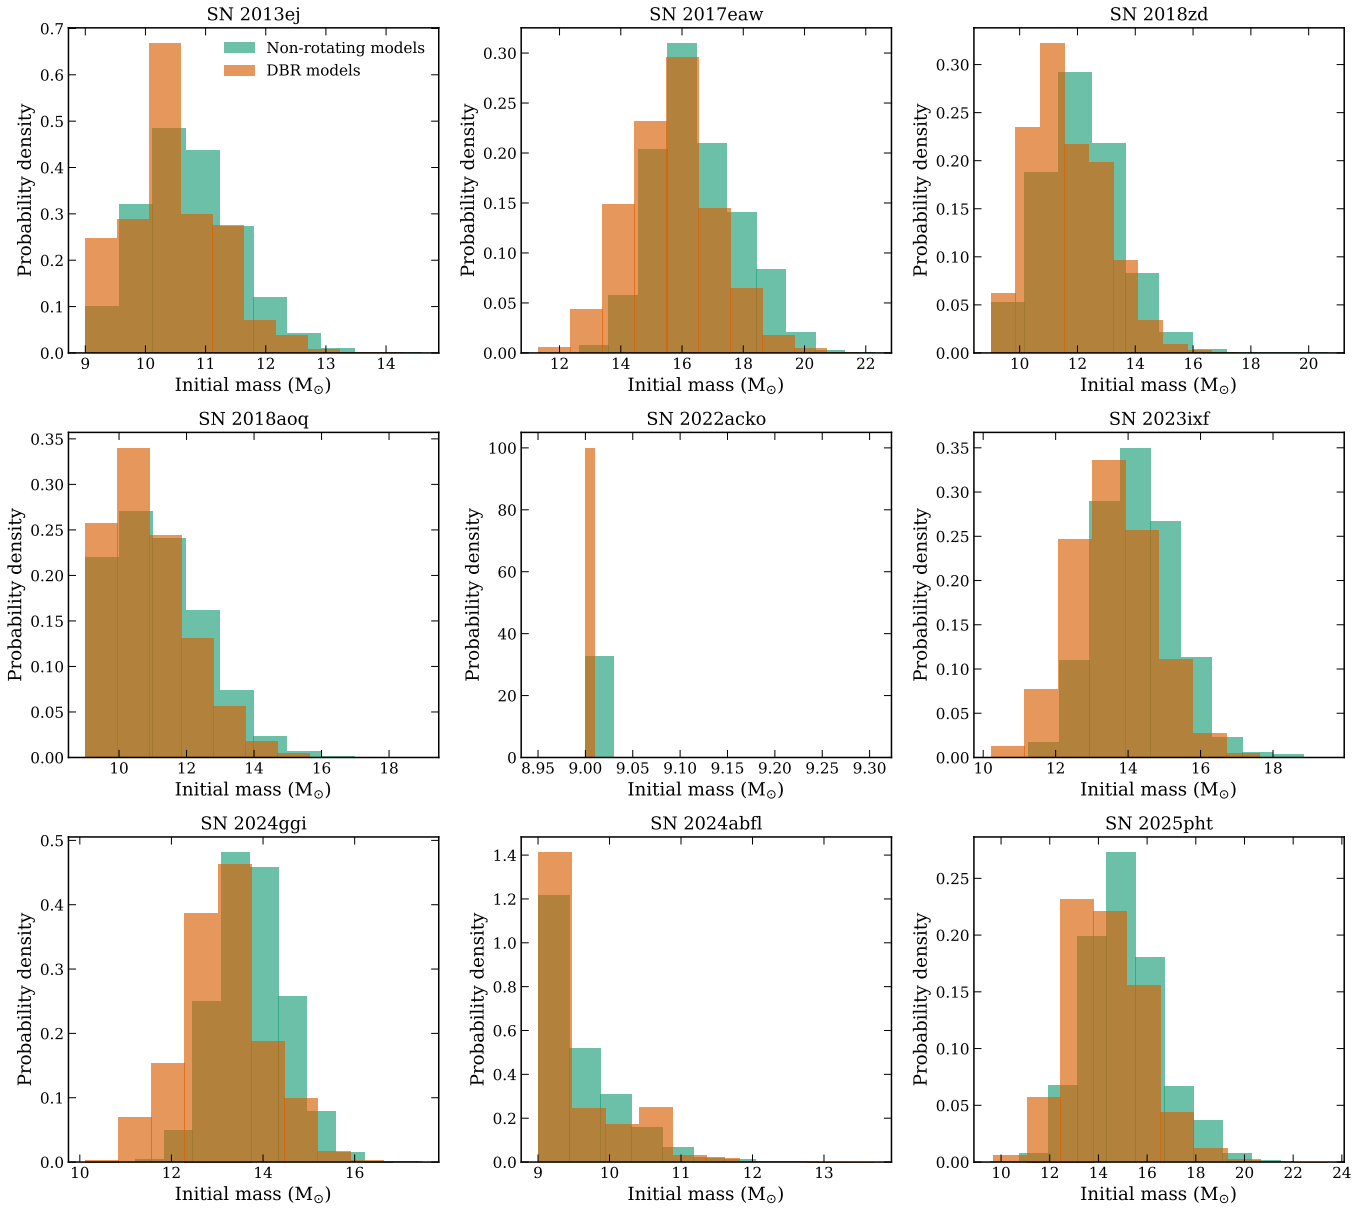 SN 2013ej
0.7
0.6
0.5
0.4
0.3
0.2
0.1
0.0
Probability density
Non-rotating models
DBR models
9 10 11 12 13 14
Initial mass (M☉)
SN 2017eaw
0.30
0.25
0.20
0.15
0.10
0.05
0.00
Probability density
12 14 16 18 20 22
Initial mass (M☉)
SN 2018zd
0.30
0.25
0.20
0.15
0.10
0.05
0.00
Probability density
10 12 14 16 18 20
Initial mass (M☉)
SN 2018aoq
0.35
0.30
0.25
0.20
0.15
0.10
0.05
0.00
Probability density
10 12 14 16 18
Initial mass (M☉)
SN 2022acko
100
80
60
40
20
0
Probability density
8.95 9.00 9.05 9.10 9.15 9.20 9.25 9.30
Initial mass (M☉)
SN 2023ixf
0.35
0.30
0.25
0.20
0.15
0.10
0.05
0.00
Probability density
10 12 14 16 18
Initial mass (M☉)
SN 2024ggi
0.5
0.4
0.3
0.2
0.1
0.0
Probability density
10 12 14 16
Initial mass (M☉)
SN 2024abfl
1.4
1.2
1.0
0.8
0.6
0.4
0.2
0.0
Probability density
9 10 11 12 13
Initial mass (M☉)
SN 2025pht
0.25
0.20
0.15
0.10
0.05
0.00
Probability density
10 12 14 16 18 20 22 24
Initial mass (M☉)